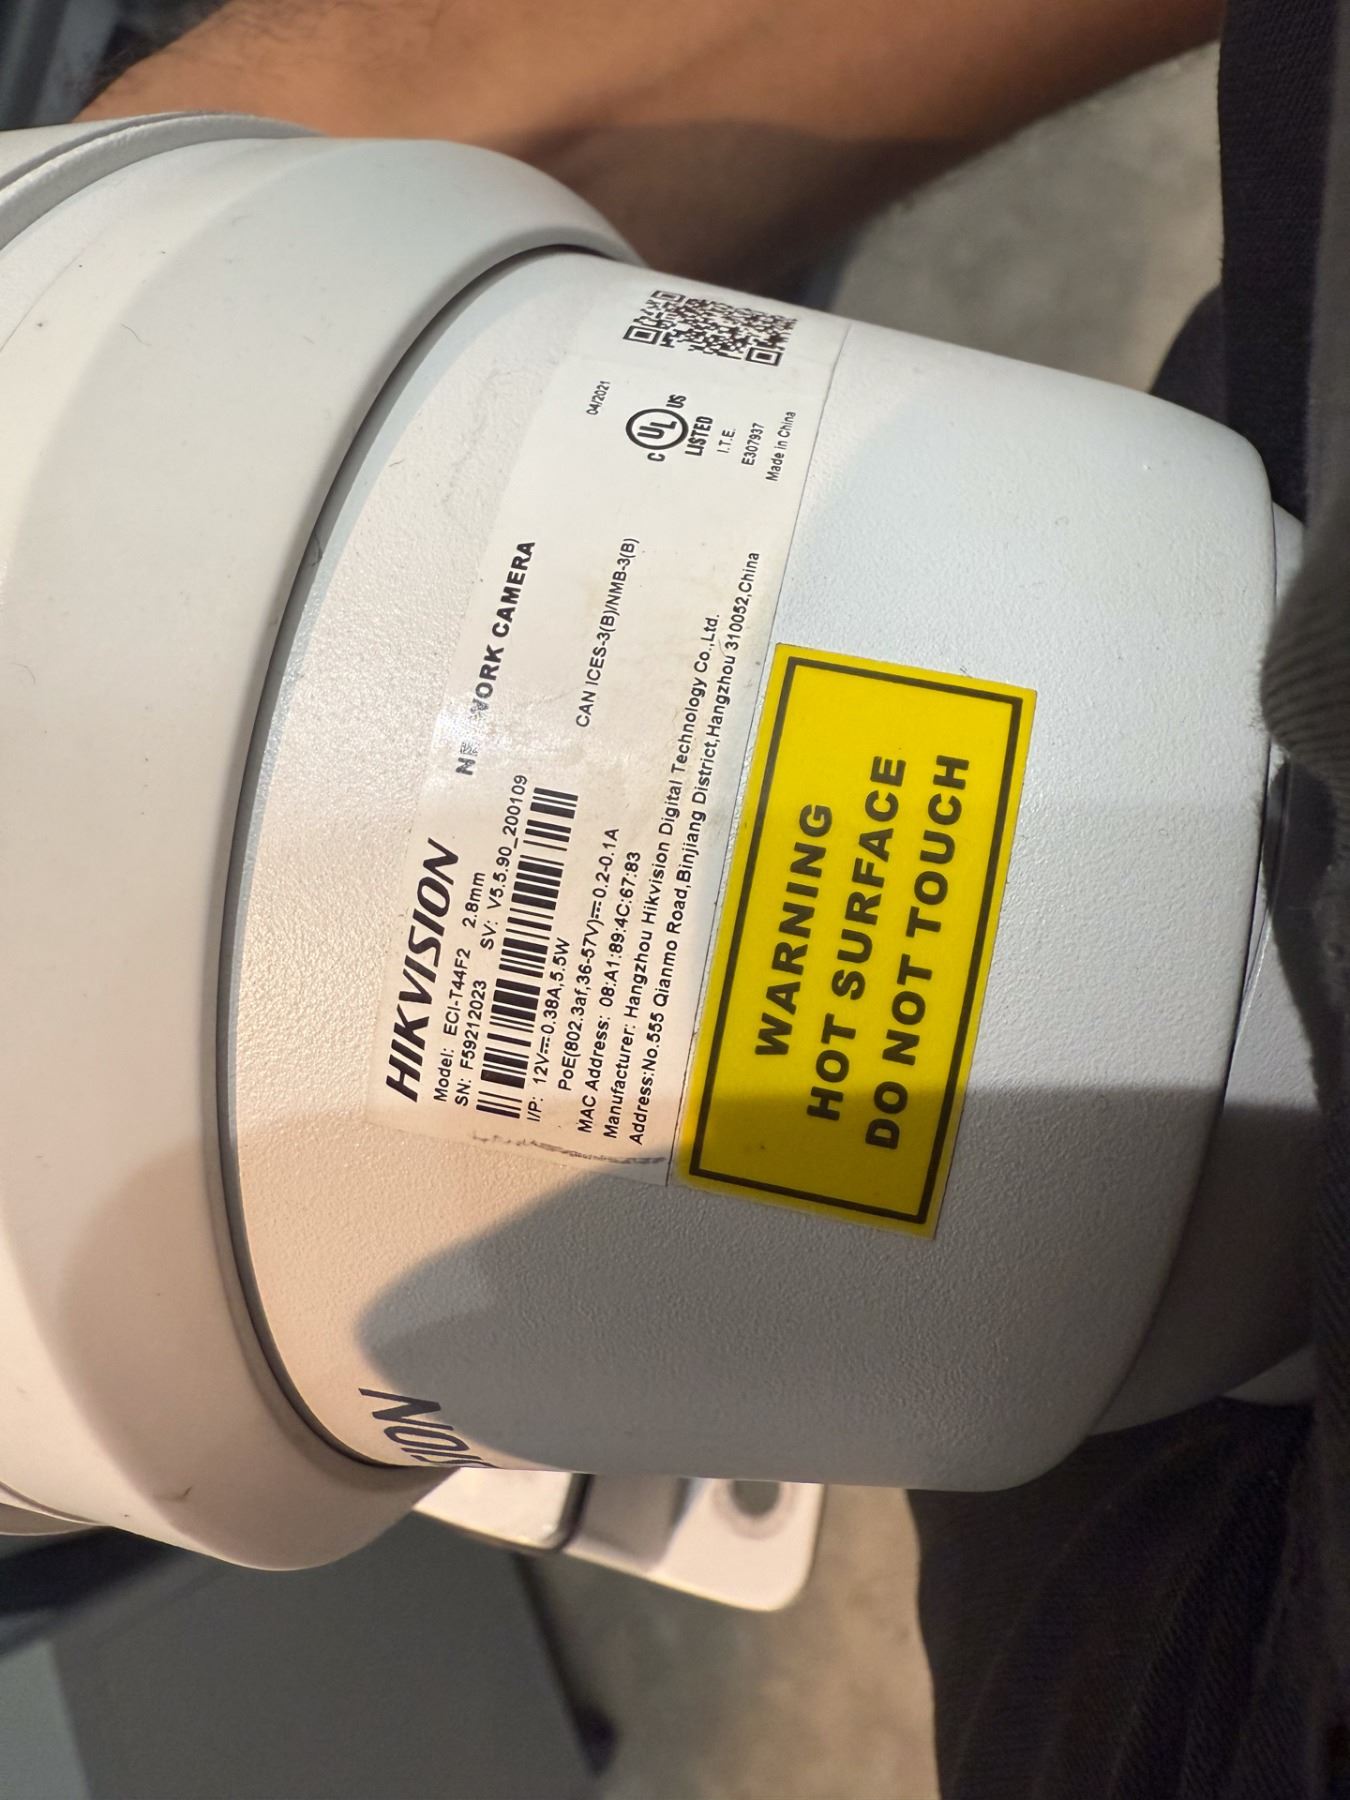 HIKVISION
NETWORK CAMERA
Model: ECI-T44F2 2.8mm
SN: F59212023 SV: V5.5.90_200109
I/P: 12V⎓0.38A,5.5W
PoE(802.3af,36-57V)⎓0.2-0.1A
CAN ICES-3(B)/NMB-3(B)
MAC Address: 08:A1:89:4C:67:83
Manufacturer: Hangzhou Hikvision Digital Technology Co.,Ltd.
Address:No.555 Qianmo Road,Binjiang District,Hangzhou 310052,China
04/2021
C UL US
LISTED
I.T.E.
E307937
Made in China
WARNING
HOT SURFACE
DO NOT TOUCH
SION